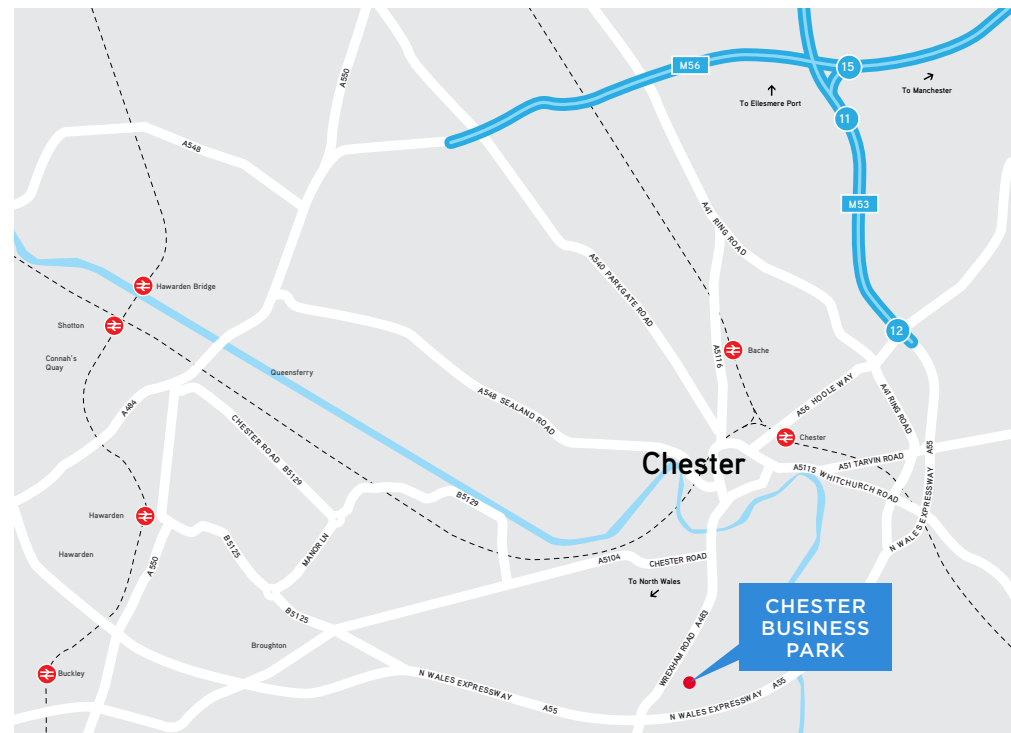 M56
15
To Manchester
To Ellesmere Port
11
A550
A548
M53
A41 RING ROAD
A540 PARKGATE ROAD
Hawarden Bridge
Shotton
Connah's
Quay
12
Bache
A5116
Queensferry
A56 HOOLE WAY
A41 RING ROAD
A484
A548 SEALAND ROAD
CHESTER ROAD B5129
Chester
Chester
A55
A51 TARVIN ROAD
A5115 WHITCHURCH ROAD
B5129
Hawarden
Hawarden
B5125
MANOR LN
N WALES EXPRESSWAY
A550
A5104
CHESTER ROAD
To North Wales
B5125
CHESTER
BUSINESS
PARK
WREXHAM ROAD A483
Broughton
Buckley
N WALES EXPRESSWAY
A55
N WALES EXPRESSWAY
A55